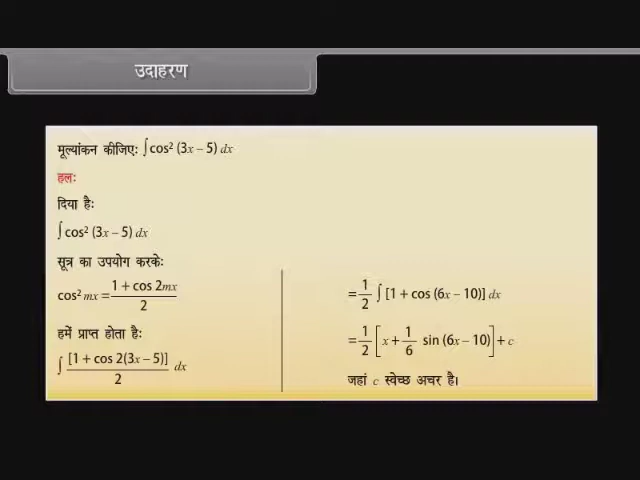 उदाहरण
मूल्यांकन कीजिए: ∫cos² (3x – 5) dx
हल:
दिया है:
∫cos² (3x – 5) dx
सूत्र का उपयोग करके:
cos² mx = (1 + cos 2mx)/2
हमें प्राप्त होता है:
∫ [1 + cos 2(3x – 5)]/2 dx
= 1/2 ∫ [1 + cos (6x – 10)] dx
= 1/2 [x + 1/6 sin (6x – 10)] + c
जहां c स्वेच्छ अचर है।